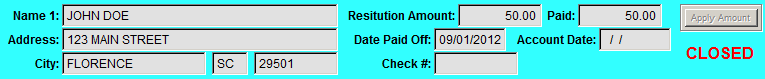 Name 1: JOHN DOE Resitution Amount: 50.00 Paid: 50.00 Apply Amount
Address: 123 MAIN STREET Date Paid Off: 09/01/2012 Account Date: / /
CLOSED
City: FLORENCE SC 29501 Check #: